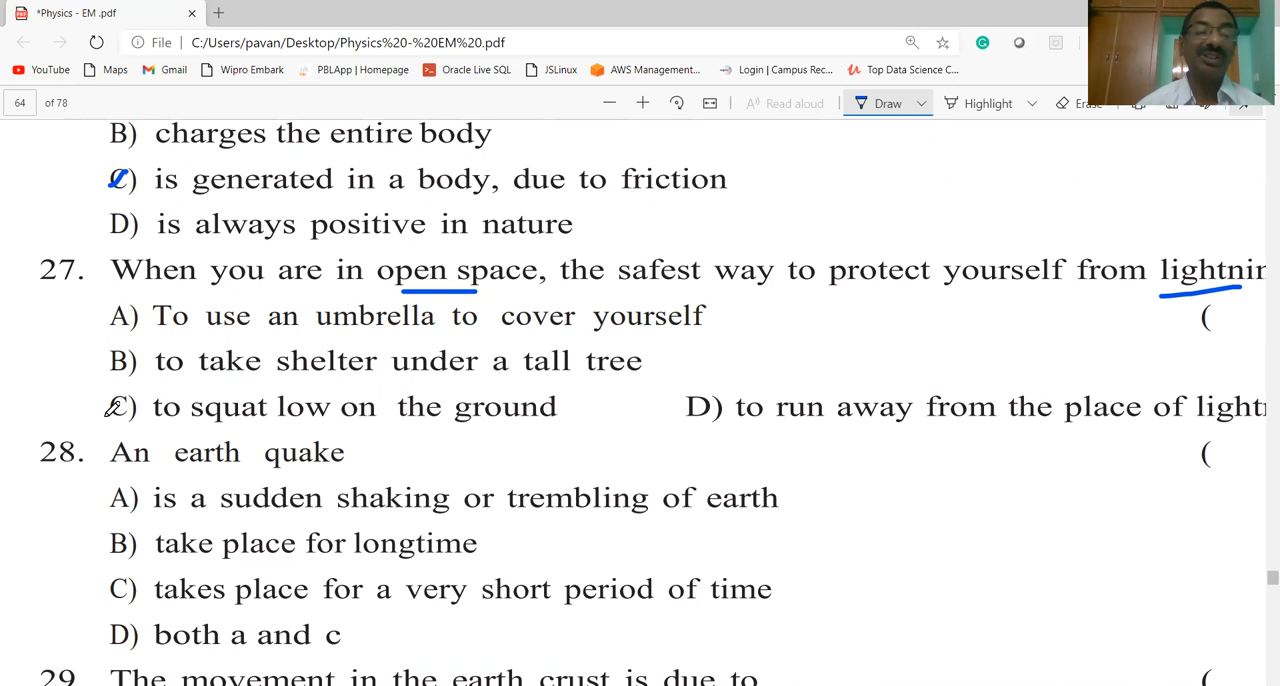 *Physics - EM .pdf
File | C:/Users/pavan/Desktop/Physics%20-%20EM%20.pdf
YouTube Maps Gmail Wipro Embark PBLApp | Homepage Oracle Live SQL JSLinux AWS Management... Login | Campus Rec... Top Data Science C...
64 of 78 Read aloud Draw Highlight
B) charges the entire body
C) is generated in a body, due to friction
D) is always positive in nature
27. When you are in open space, the safest way to protect yourself from lightnin
A) To use an umbrella to cover yourself (
B) to take shelter under a tall tree
C) to squat low on the ground D) to run away from the place of light
28. An earth quake (
A) is a sudden shaking or trembling of earth
B) take place for longtime
C) takes place for a very short period of time
D) both a and c
29. The movement in the earth crust is due to (